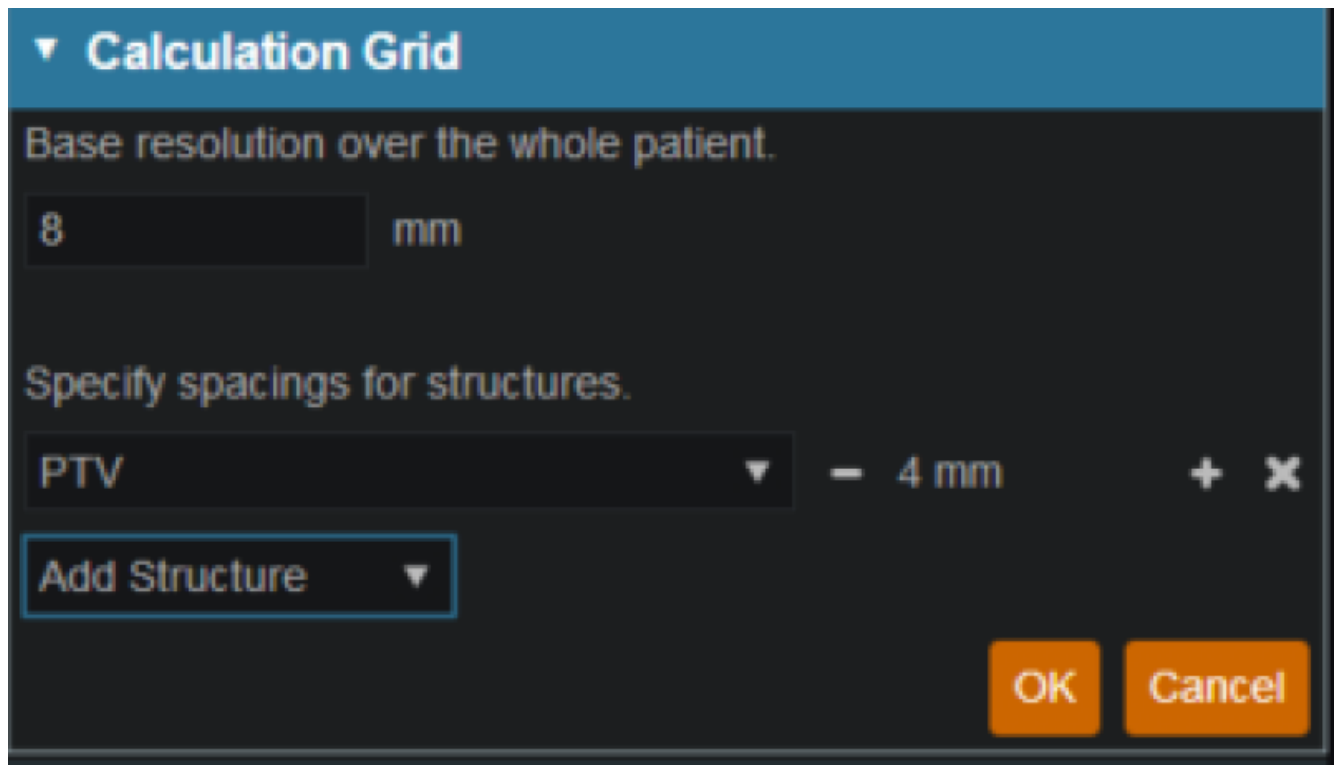 Calculation Grid
Base resolution over the whole patient.
8 mm
Specify spacings for structures.
PTV 4 mm
Add Structure
OK Cancel